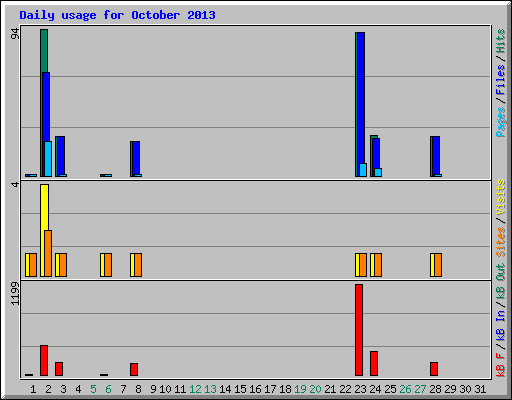 Daily usage for October 2013
94
4
1199
Pages/Files/Hits
Sites/Visits
kB F/kB In/kB Out
1 2 3 4 5 6 7 8 9 10 11 12 13 14 15 16 17 18 19 20 21 22 23 24 25 26 27 28 29 30 31